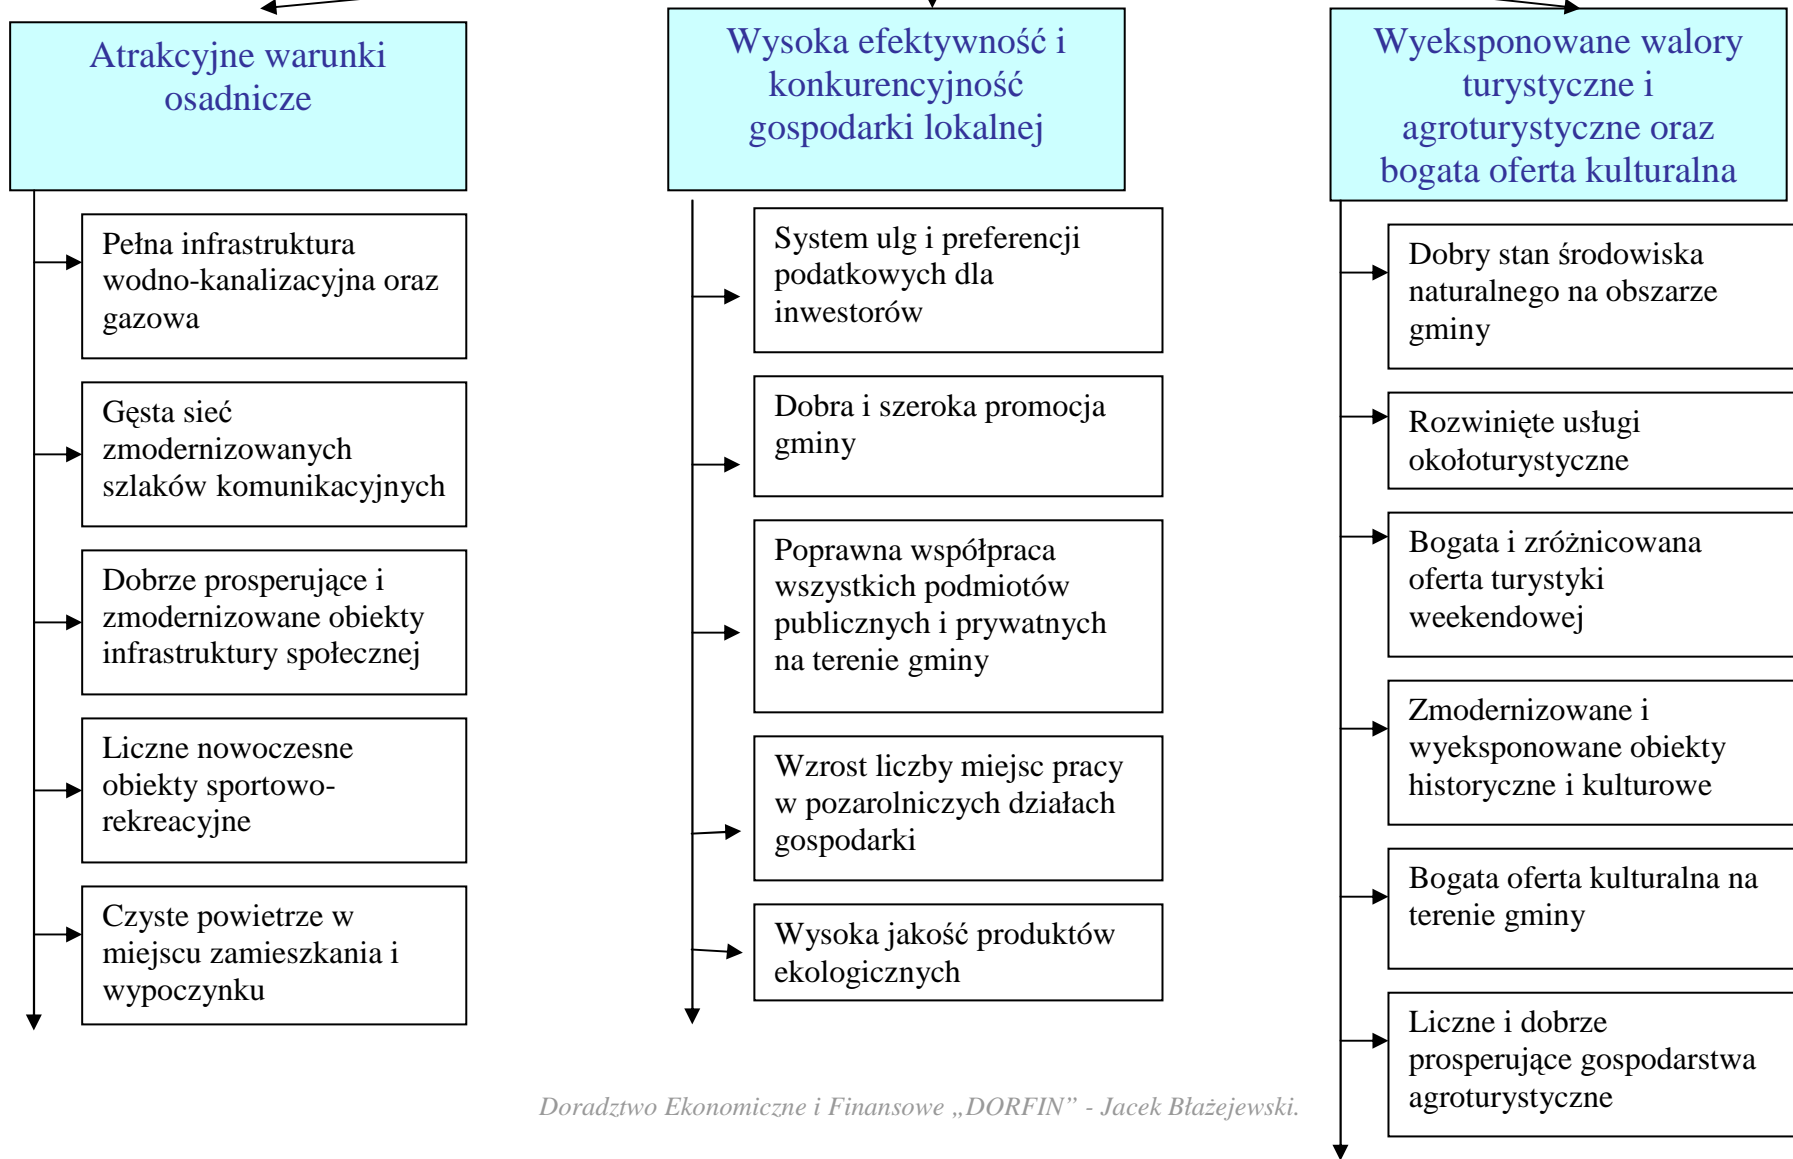 Atrakcyjne warunki
osadnicze
Pełna infrastruktura
wodno-kanalizacyjna oraz
gazowa
Gęsta sieć
zmodernizowanych
szlaków komunikacyjnych
Dobrze prosperujące i
zmodernizowane obiekty
infrastruktury społecznej
Liczne nowoczesne
obiekty sportowo-
rekreacyjne
Czyste powietrze w
miejscu zamieszkania i
wypoczynku
Wysoka efektywność i
konkurencyjność
gospodarki lokalnej
System ulg i preferencji
podatkowych dla
inwestorów
Dobra i szeroka promocja
gminy
Poprawna współpraca
wszystkich podmiotów
publicznych i prywatnych
na terenie gminy
Wzrost liczby miejsc pracy
w pozarolniczych działach
gospodarki
Wysoka jakość produktów
ekologicznych
Wyeksponowane walory
turystyczne i
agroturystyczne oraz
bogata oferta kulturalna
Dobry stan środowiska
naturalnego na obszarze
gminy
Rozwinięte usługi
okołoturystyczne
Bogata i zróżnicowana
oferta turystyki
weekendowej
Zmodernizowane i
wyeksponowane obiekty
historyczne i kulturowe
Bogata oferta kulturalna na
terenie gminy
Liczne i dobrze
prosperujące gospodarstwa
agroturystyczne
Doradztwo Ekonomiczne i Finansowe „DORFIN” - Jacek Błażejewski.